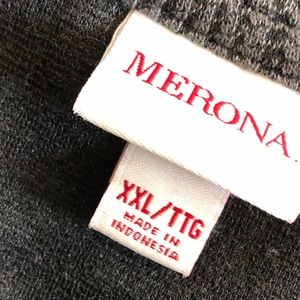 MERONA.
XXL/TTG
MADE IN
INDONESIA